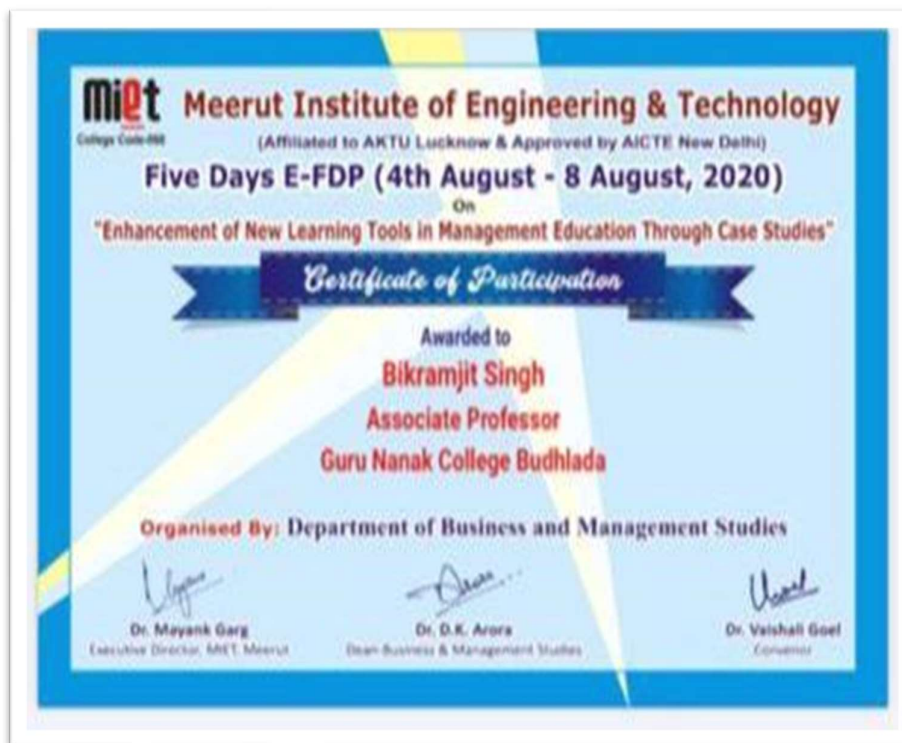 miet Meerut Institute of Engineering & Technology
College Code-068
(Affiliated to AKTU Lucknow & Approved by AICTE New Delhi)
Five Days E-FDP (4th August - 8 August, 2020)
On
"Enhancement of New Learning Tools in Management Education Through Case Studies"
Certificate of Participation
Awarded to
Bikramjit Singh
Associate Professor
Guru Nanak College Budhlada
Organised By: Department of Business and Management Studies
Dr. Mayank Garg
Executive Director, MIET, Meerut
Dr. D.K. Arora
Dean-Business & Management Studies
Dr. Vaishali Goel
Convenor